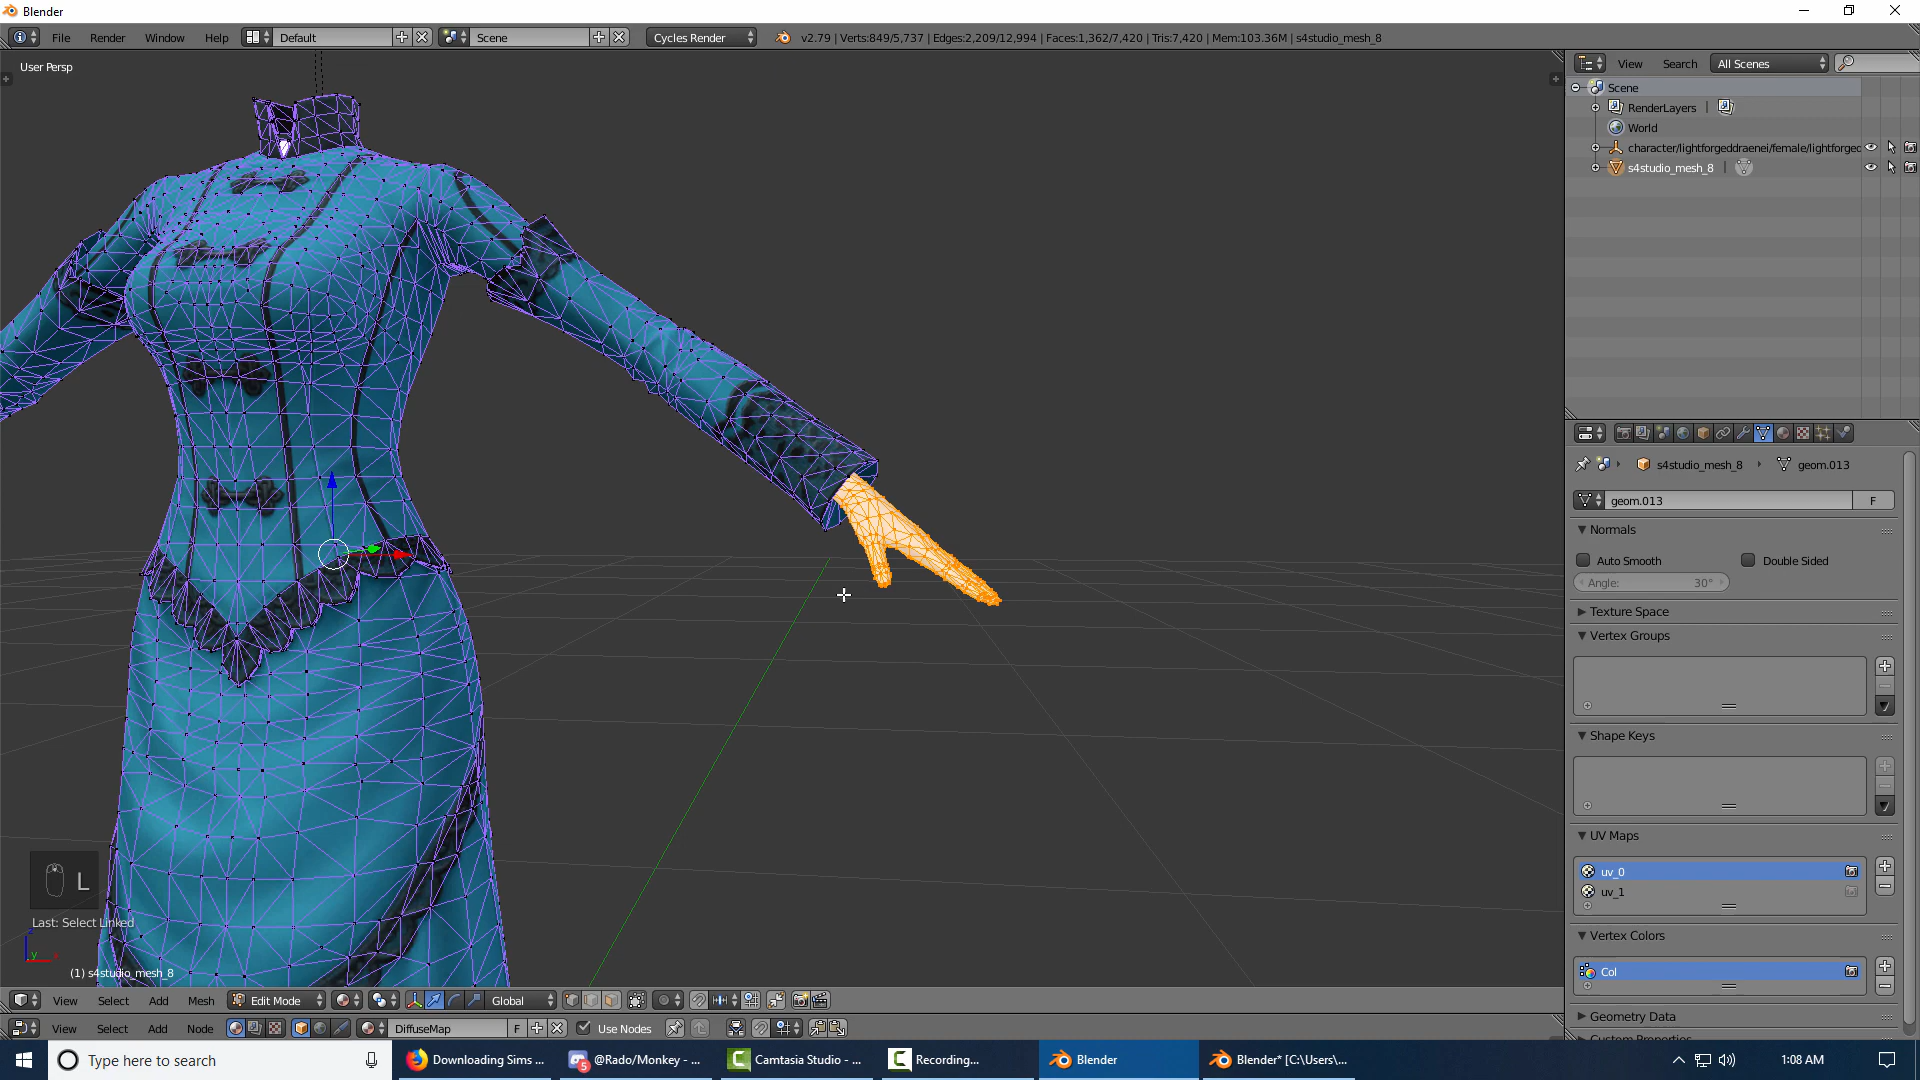 Blender
File Render Window Help Default Scene Cycles Render v2.79 | Verts:849/5,737 | Edges:2,209/12,994 | Faces:1,362/7,420 | Tris:7,420 | Mem:103.36M | s4studio_mesh_8
User Persp
View Search All Scenes
Scene
RenderLayers |
World
character/lightforgeddraenei/female/lightforged
s4studio_mesh_8 |
s4studio_mesh_8 geom.013
geom.013 F
Normals
Auto Smooth Double Sided
Angle: 30°
Texture Space
Vertex Groups
Shape Keys
UV Maps
uv_0
uv_1
Vertex Colors
Col
Geometry Data
Custom Properties
L
Last: Select Linked
z
y x
(1) s4studio_mesh_8
View Select Add Mesh Edit Mode Global
View Select Add Node DiffuseMap F Use Nodes
Type here to search Downloading Sims ... 5 @Rado/Monkey - ... Camtasia Studio - ... Recording... Blender Blender* [C:\Users\... 1:08 AM